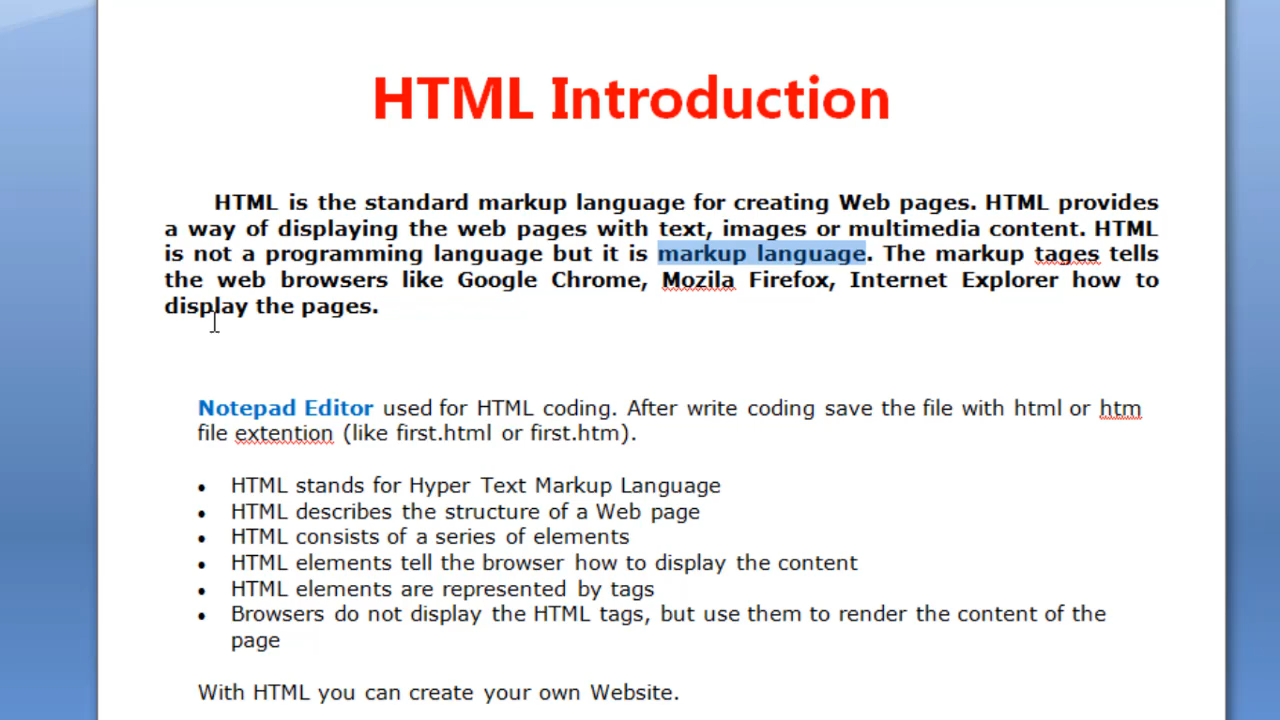 HTML Introduction
HTML is the standard markup language for creating Web pages. HTML provides
a way of displaying the web pages with text, images or multimedia content. HTML
is not a programming language but it is markup language. The markup tages tells
the web browsers like Google Chrome, Mozila Firefox, Internet Explorer how to
display the pages.
Notepad Editor used for HTML coding. After write coding save the file with html or htm
file extention (like first.html or first.htm).
• HTML stands for Hyper Text Markup Language
• HTML describes the structure of a Web page
• HTML consists of a series of elements
• HTML elements tell the browser how to display the content
• HTML elements are represented by tags
• Browsers do not display the HTML tags, but use them to render the content of the
page
With HTML you can create your own Website.